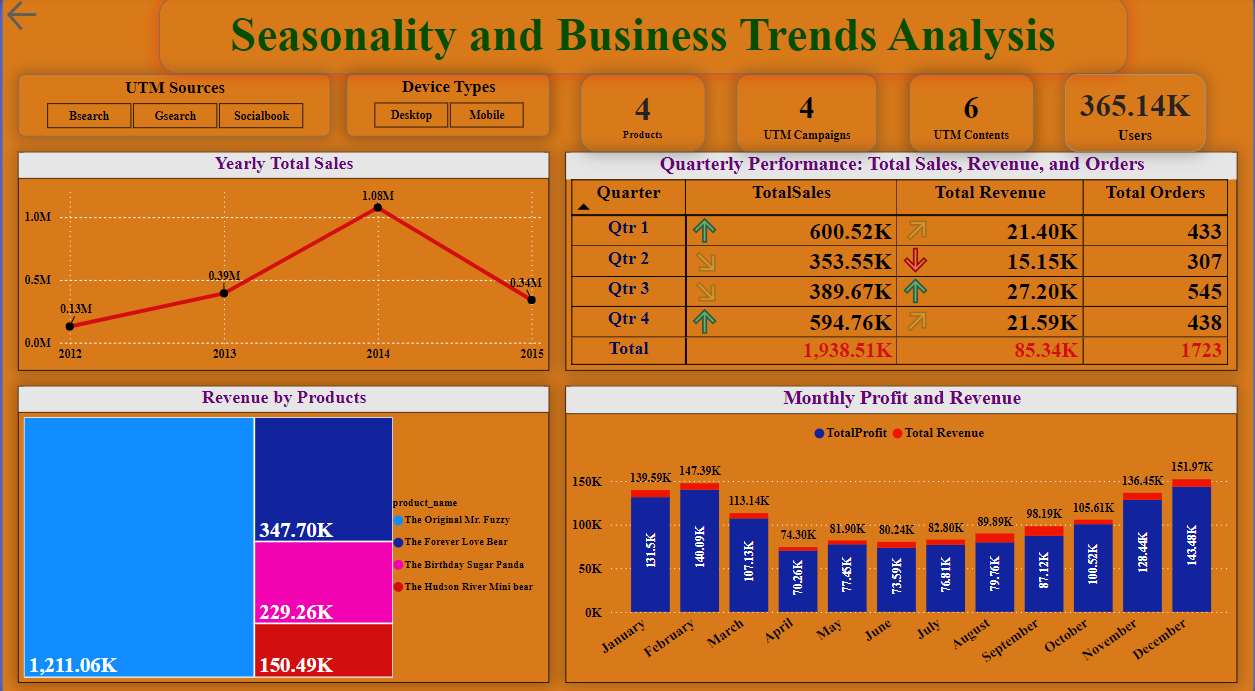 Seasonality and Business Trends Analysis
UTM Sources
Bsearch Gsearch Socialbook
Device Types
Desktop Mobile
4
Products
4
UTM Campaigns
6
UTM Contents
365.14K
Users
Yearly Total Sales
1.0M
0.5M
0.0M
0.13M
0.39M
1.08M
0.34M
2012 2013 2014 2015
Quarterly Performance: Total Sales, Revenue, and Orders
Quarter TotalSales Total Revenue Total Orders
Qtr 1 600.52K 21.40K 433
Qtr 2 353.55K 15.15K 307
Qtr 3 389.67K 27.20K 545
Qtr 4 594.76K 21.59K 438
Total 1,938.51K 85.34K 1723
Revenue by Products
1,211.06K
347.70K
229.26K
150.49K
product_name
The Original Mr. Fuzzy
The Forever Love Bear
The Birthday Sugar Panda
The Hudson River Mini bear
Monthly Profit and Revenue
TotalProfit Total Revenue
150K
100K
50K
0K
139.59K 147.39K 113.14K 74.30K 81.90K 80.24K 82.80K 89.89K 98.19K 105.61K 136.45K 151.97K
131.5K 140.09K 107.13K 70.26K 77.45K 73.59K 76.81K 79.76K 87.12K 100.52K 128.44K 143.48K
January February March April May June July August September October November December